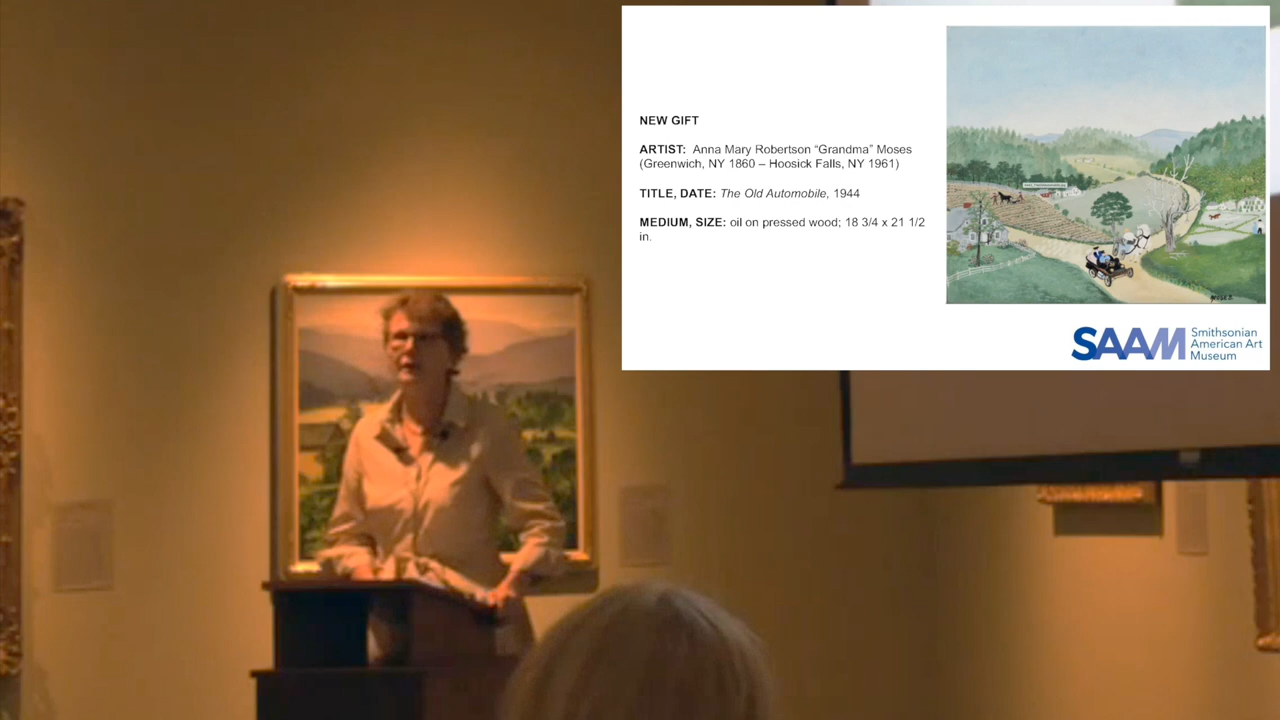 NEW GIFT
ARTIST: Anna Mary Robertson “Grandma” Moses
(Greenwich, NY 1860 – Hoosick Falls, NY 1961)
TITLE, DATE: The Old Automobile, 1944
MEDIUM, SIZE: oil on pressed wood; 18 3/4 x 21 1/2
in.
MOSES.
SAAM Smithsonian
American Art
Museum